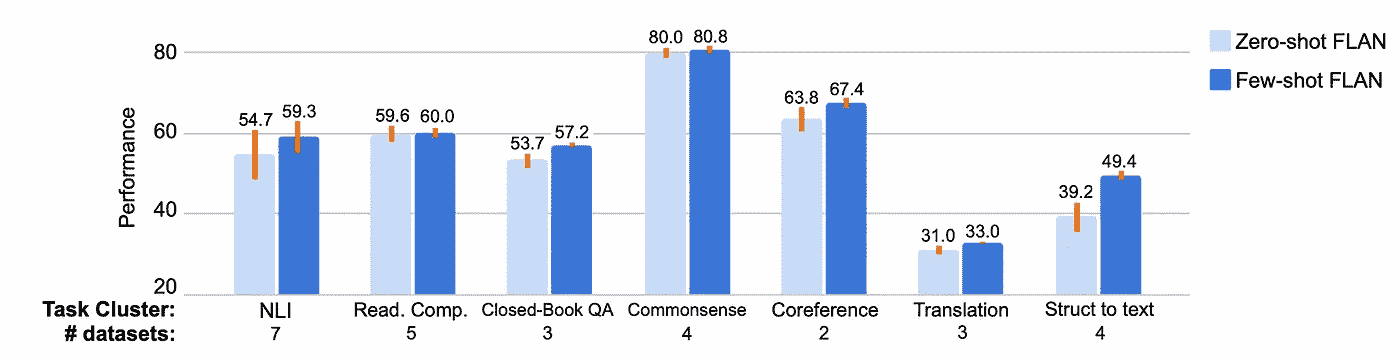 80
60
40
20
Performance
54.7 59.3
59.6 60.0
53.7 57.2
80.0 80.8
63.8 67.4
31.0 33.0
39.2 49.4
Zero-shot FLAN
Few-shot FLAN
Task Cluster: NLI Read. Comp. Closed-Book QA Commonsense Coreference Translation Struct to text
# datasets: 7 5 3 4 2 3 4